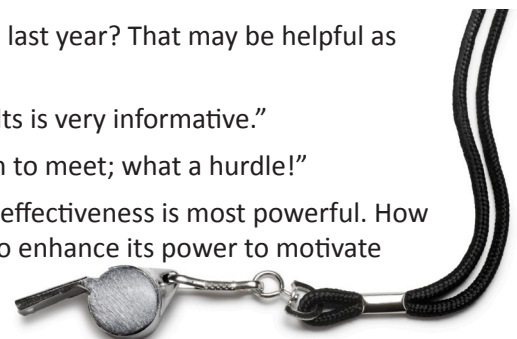 last year? That may be helpful as
lts is very informative.”
n to meet; what a hurdle!”
effectiveness is most powerful. How
o enhance its power to motivate